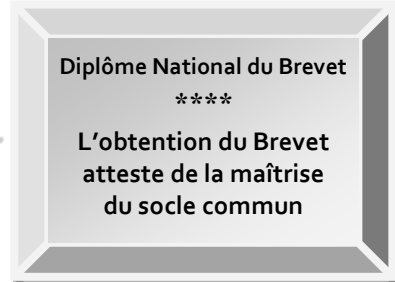 Diplôme National du Brevet
****
L’obtention du Brevet
atteste de la maîtrise
du socle commun